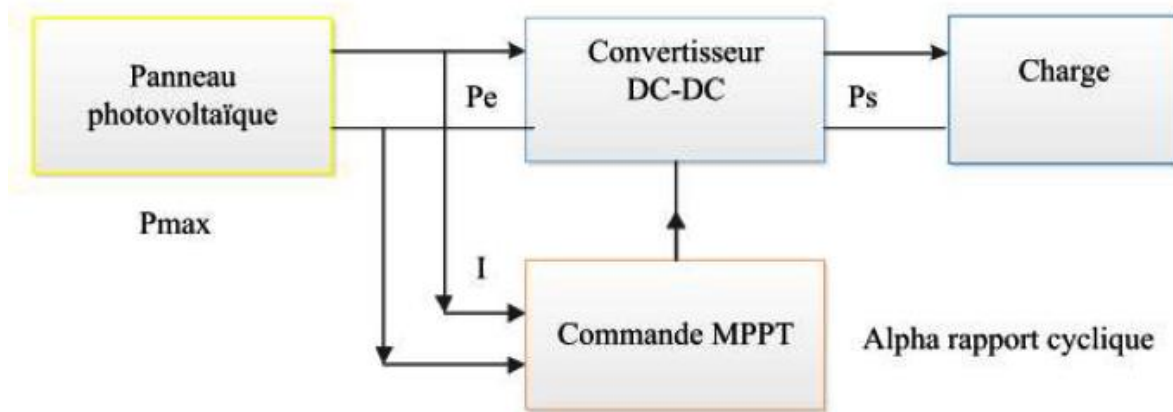 Panneau
photovoltaïque
Pe
Convertisseur
DC-DC
Ps
Charge
Pmax
I
Commande MPPT
Alpha rapport cyclique